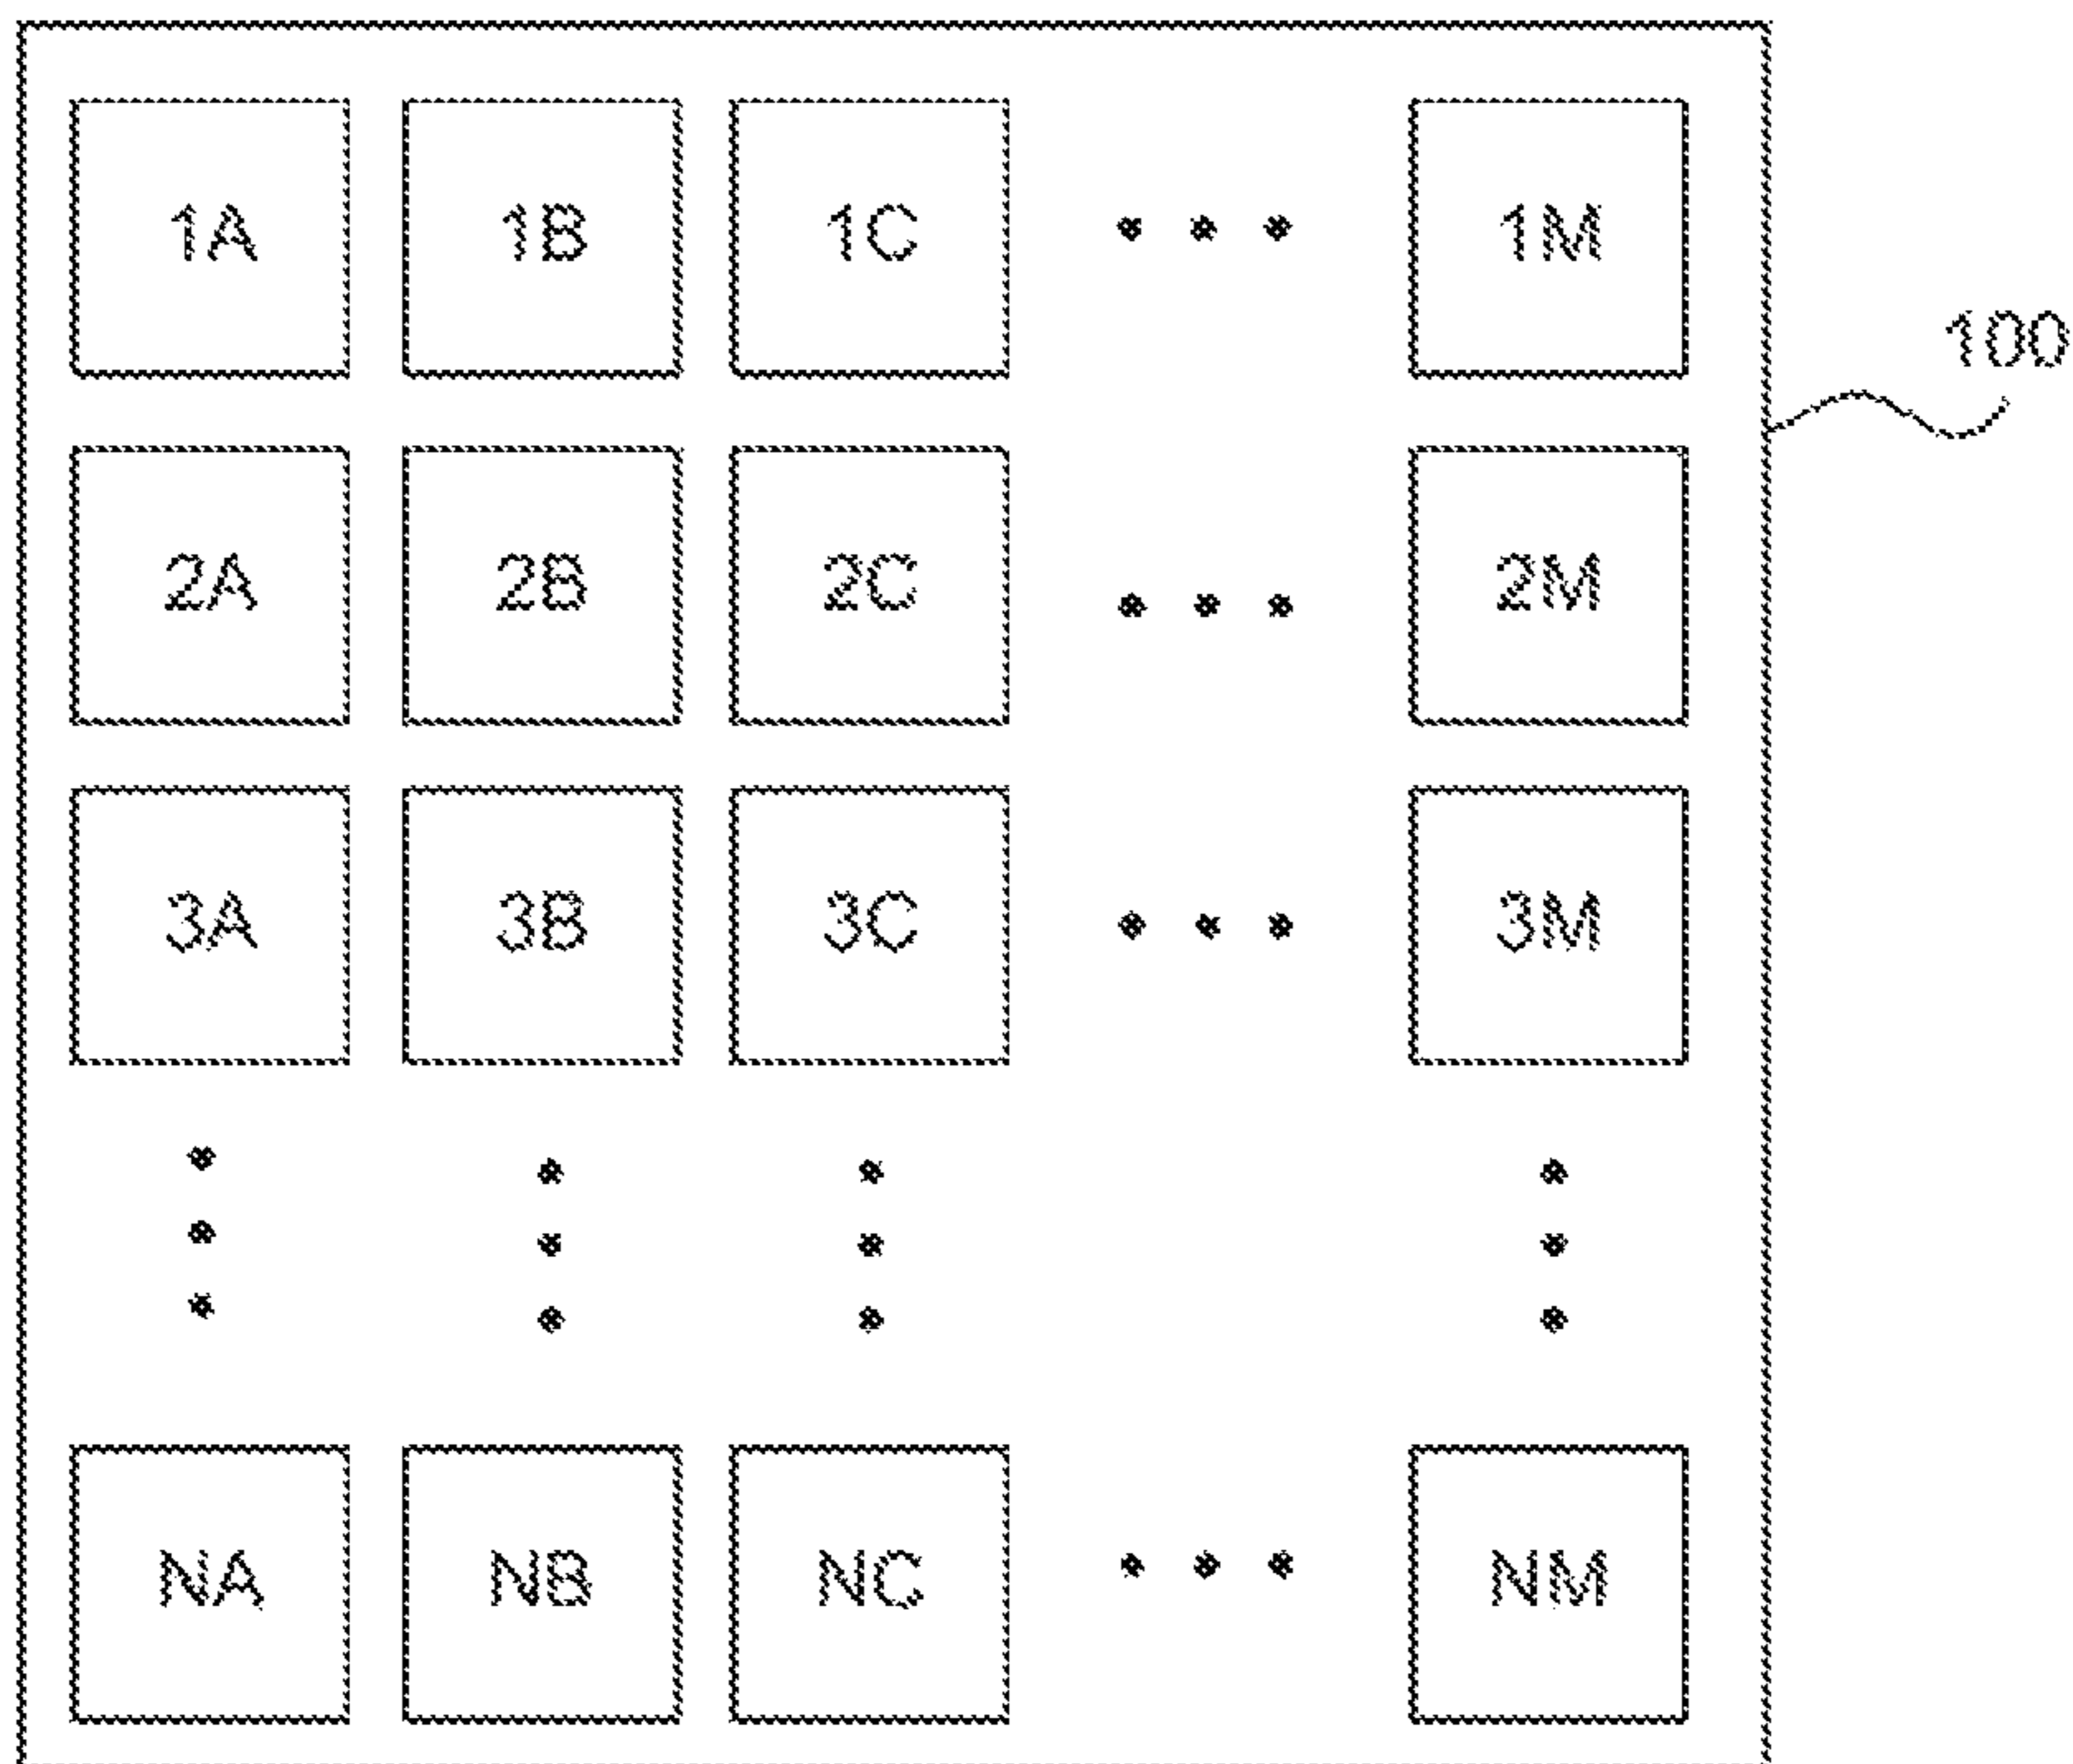 1A 1B 1C • • • 1M
100
2A 2B 2C • • • 2M
3A 3B 3C • • • 3M
NA NB NC • • • NM